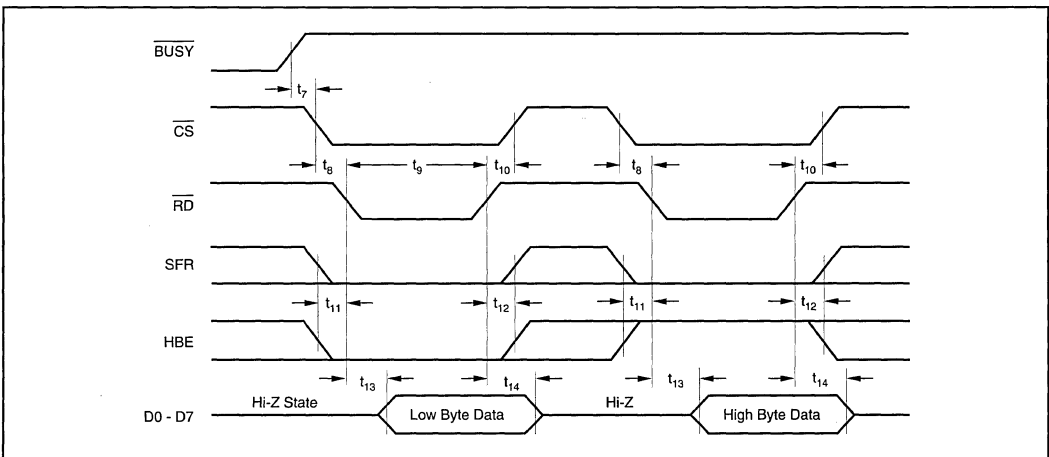 BUSY
t7
CS
t8 t9 t10 t8 t10
RD
SFR
t11 t12 t11 t12
HBE
t13 t14 t13 t14
Hi-Z State Hi-Z
D0 - D7 Low Byte Data High Byte Data